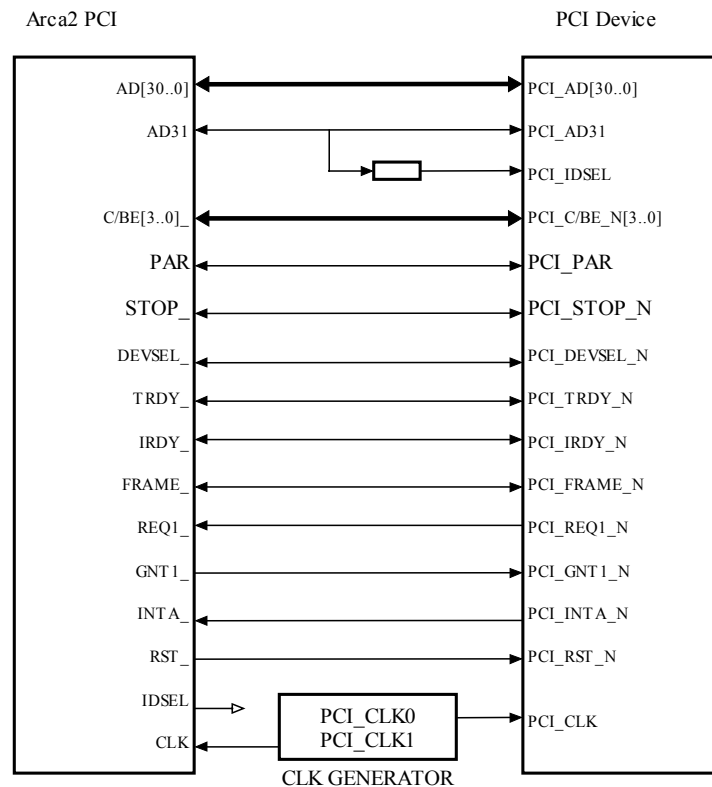 Arca2 PCI PCI Device
AD[30..0] PCI_AD[30..0]
AD31 PCI_AD31
PCI_IDSEL
C/BE[3..0]_ PCI_C/BE_N[3..0]
PAR PCI_PAR
STOP_ PCI_STOP_N
DEVSEL_ PCI_DEVSEL_N
TRDY_ PCI_TRDY_N
IRDY_ PCI_IRDY_N
FRAME_ PCI_FRAME_N
REQ1_ PCI_REQ1_N
GNT1_ PCI_GNT1_N
INTA_ PCI_INTA_N
RST_ PCI_RST_N
IDSEL
PCI_CLK0 PCI_CLK
CLK PCI_CLK1
CLK GENERATOR